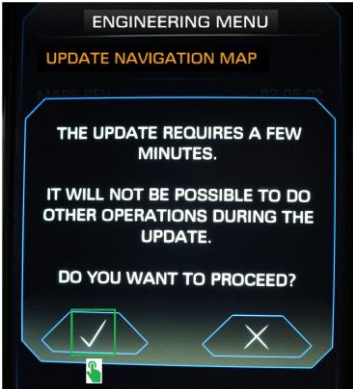 ENGINEERING MENU
UPDATE NAVIGATION MAP
THE UPDATE REQUIRES A FEW
MINUTES.
IT WILL NOT BE POSSIBLE TO DO
OTHER OPERATIONS DURING THE
UPDATE.
DO YOU WANT TO PROCEED?